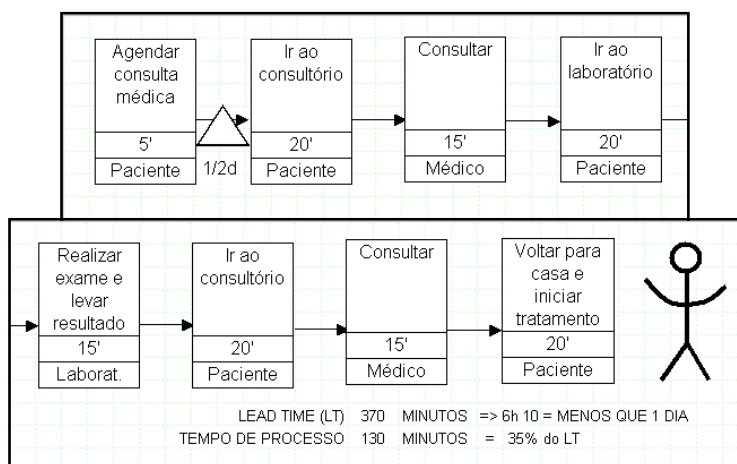 Agendar
consulta
médica
5'
Paciente
1/2d
Ir ao
consultório
20'
Paciente
Consultar
15'
Médico
Ir ao
laboratório
20'
Paciente
Realizar
exame e
levar
resultado
15'
Laborat.
Ir ao
consultório
20'
Paciente
Consultar
15'
Médico
Voltar para
casa e
iniciar
tratamento
20'
Paciente
LEAD TIME (LT) 370 MINUTOS => 6h 10 = MENOS QUE 1 DIA
TEMPO DE PROCESSO 130 MINUTOS = 35% do LT